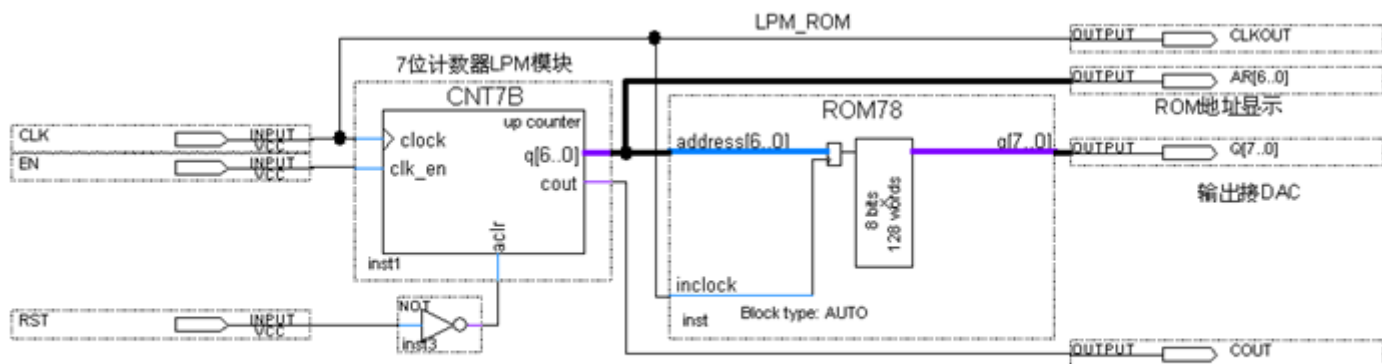 LPM_ROM
OUTPUT CLKOUT
7位计数器LPM模块
OUTPUT AR[6..0]
CNT7B
ROM78
ROM地址显示
up counter
CLK INPUT VCC
clock
address[6..0]
q[7..0]
OUTPUT Q[7..0]
q[6..0]
EN INPUT VCC
clk_en
cout
输出接DAC
8 bits × 128 words
aclr
inst1
inclock
NOT
Block type: AUTO
RST INPUT VCC
inst
inst3
OUTPUT COUT